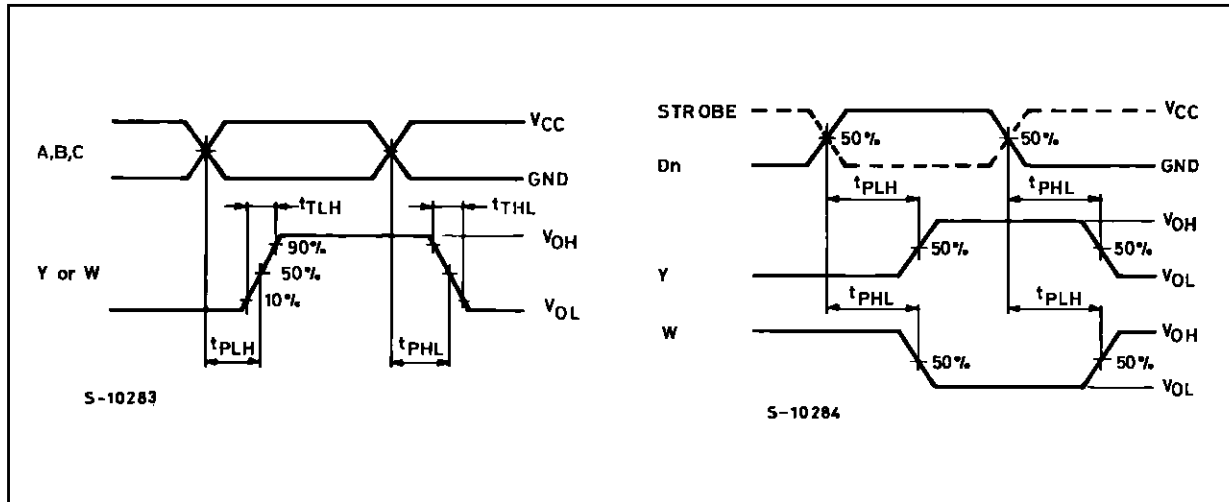 A,B,C
VCC
GND
tTLH
tTHL
VOH
90%
50%
10%
Y or W
VOL
tPLH
tPHL
S-10283
STROBE
VCC
50%
50%
Dn
GND
tPLH
tPHL
VOH
50%
50%
Y
VOL
tPHL
tPLH
W
VOH
50%
50%
VOL
S-10284